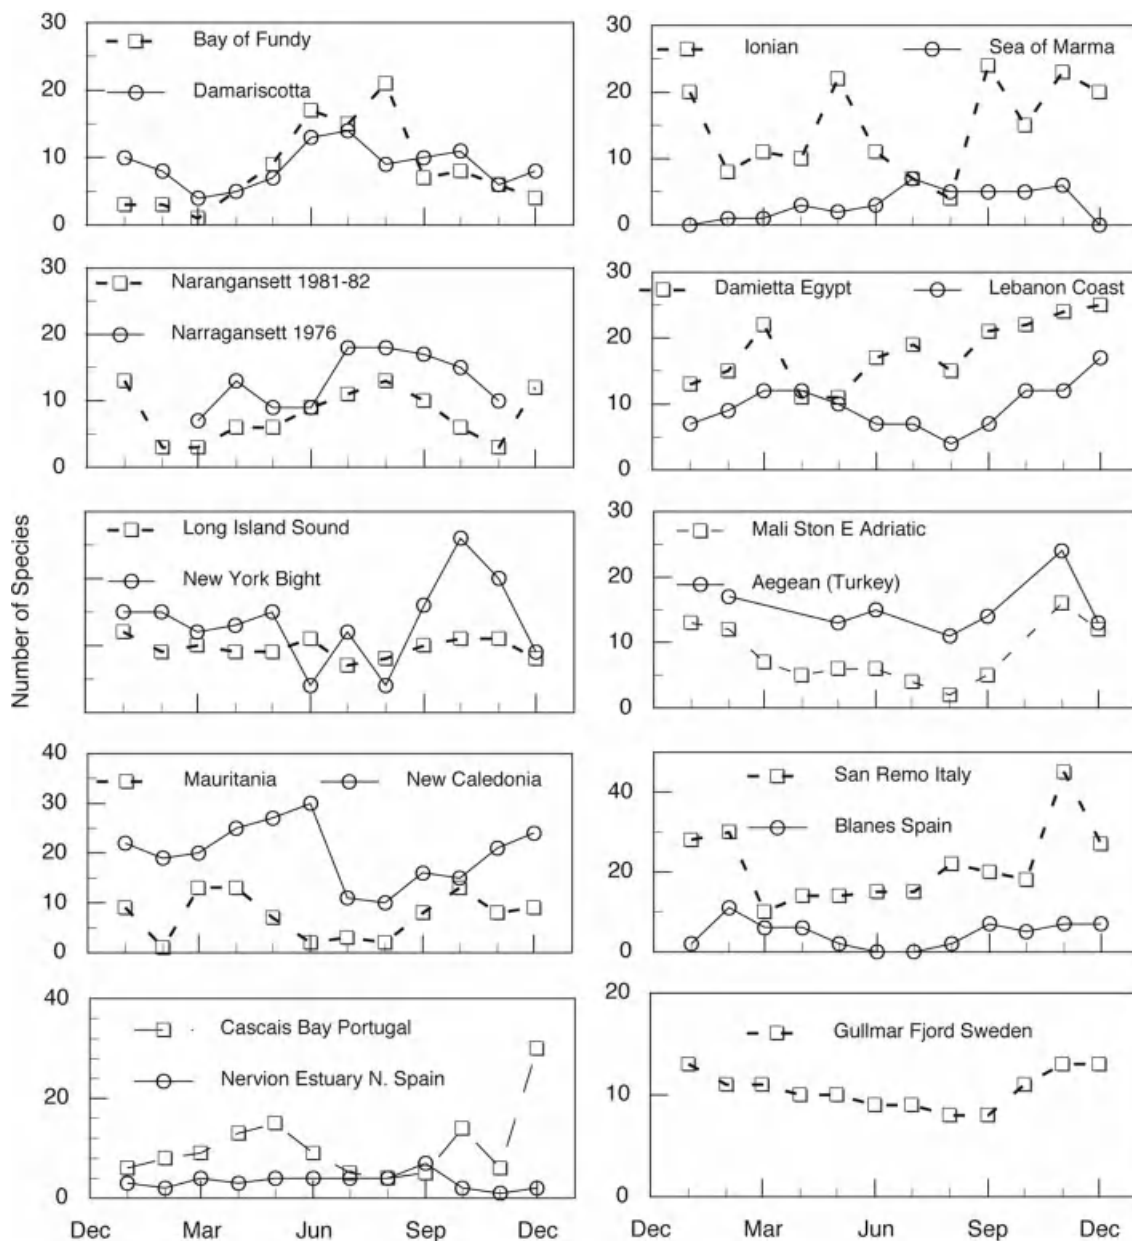 Number of Species
30
20
10
0
Bay of Fundy
Damariscotta
30
20
10
0
Ionian
Sea of Marma
30
20
10
0
Narangansett 1981-82
Narragansett 1976
30
20
10
0
Damietta Egypt
Lebanon Coast
Long Island Sound
New York Bight
30
20
10
0
Mali Ston E Adriatic
Aegean (Turkey)
40
30
20
10
0
Mauritania
New Caledonia
40
20
0
San Remo Italy
Blanes Spain
40
20
0
Cascais Bay Portugal
Nervion Estuary N. Spain
Dec Mar Jun Sep Dec
20
10
0
Gullmar Fjord Sweden
Dec Mar Jun Sep Dec